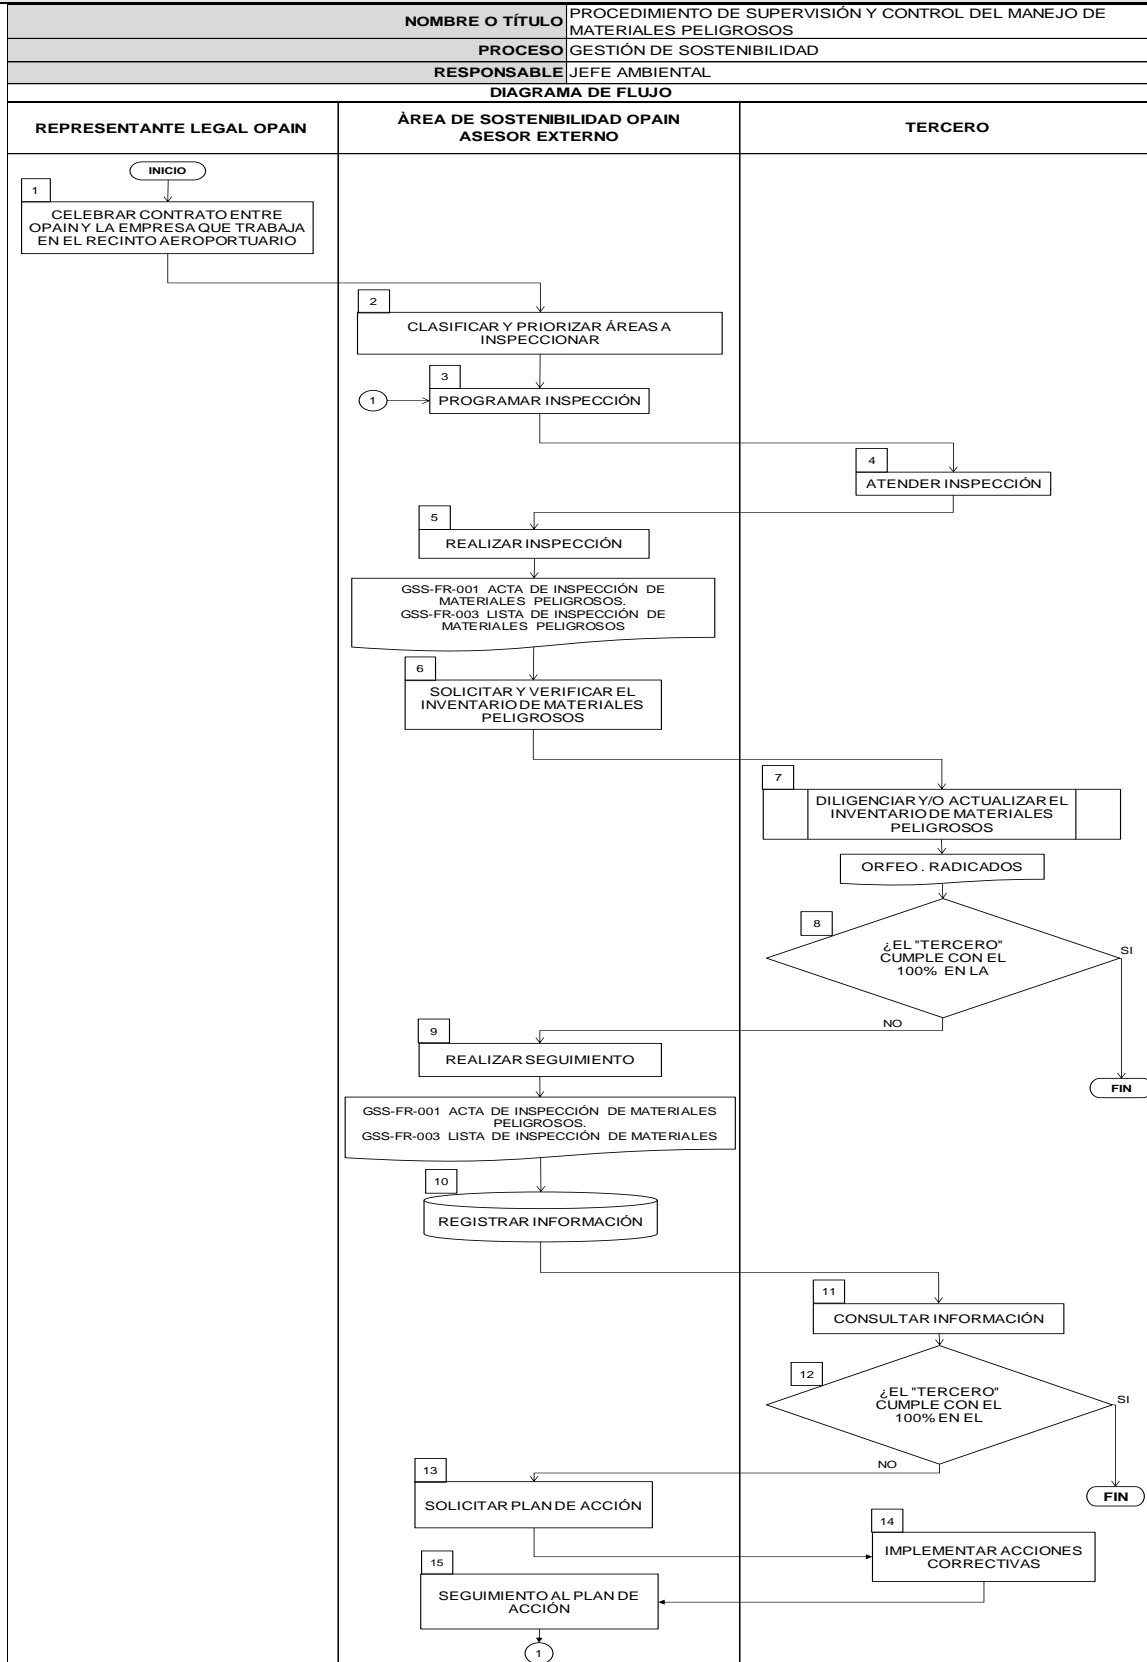 NOMBRE O TÍTULO
PROCEDIMIENTO DE SUPERVISIÓN Y CONTROL DEL MANEJO DE
MATERIALES PELIGROSOS
PROCESO
GESTIÓN DE SOSTENIBILIDAD
RESPONSABLE
JEFE AMBIENTAL
DIAGRAMA DE FLUJO
REPRESENTANTE LEGAL OPAIN
ÀREA DE SOSTENIBILIDAD OPAIN
ASESOR EXTERNO
TERCERO
INICIO
1
CELEBRAR CONTRATO ENTRE
OPAIN Y LA EMPRESA QUE TRABAJA
EN EL RECINTO AEROPORTUARIO
2
CLASIFICAR Y PRIORIZAR ÁREAS A
INSPECCIONAR
3
1
PROGRAMAR INSPECCIÓN
4
ATENDER INSPECCIÓN
5
REALIZAR INSPECCIÓN
GSS-FR-001 ACTA DE INSPECCIÓN DE
MATERIALES PELIGROSOS.
GSS-FR-003 LISTA DE INSPECCIÓN DE
MATERIALES PELIGROSOS
6
SOLICITAR Y VERIFICAR EL
INVENTARIO DE MATERIALES
PELIGROSOS
7
DILIGENCIAR Y/O ACTUALIZAR EL
INVENTARIO DE MATERIALES
PELIGROSOS
ORFEO . RADICADOS
8
¿EL "TERCERO"
CUMPLE CON EL
100% EN LA
SI
NO
FIN
9
REALIZAR SEGUIMIENTO
GSS-FR-001 ACTA DE INSPECCIÓN DE MATERIALES
PELIGROSOS.
GSS-FR-003 LISTA DE INSPECCIÓN DE MATERIALES
10
REGISTRAR INFORMACIÓN
11
CONSULTAR INFORMACIÓN
12
¿EL "TERCERO"
CUMPLE CON EL
100% EN EL
SI
NO
FIN
13
SOLICITAR PLAN DE ACCIÓN
14
IMPLEMENTAR ACCIONES
CORRECTIVAS
15
SEGUIMIENTO AL PLAN DE
ACCIÓN
1